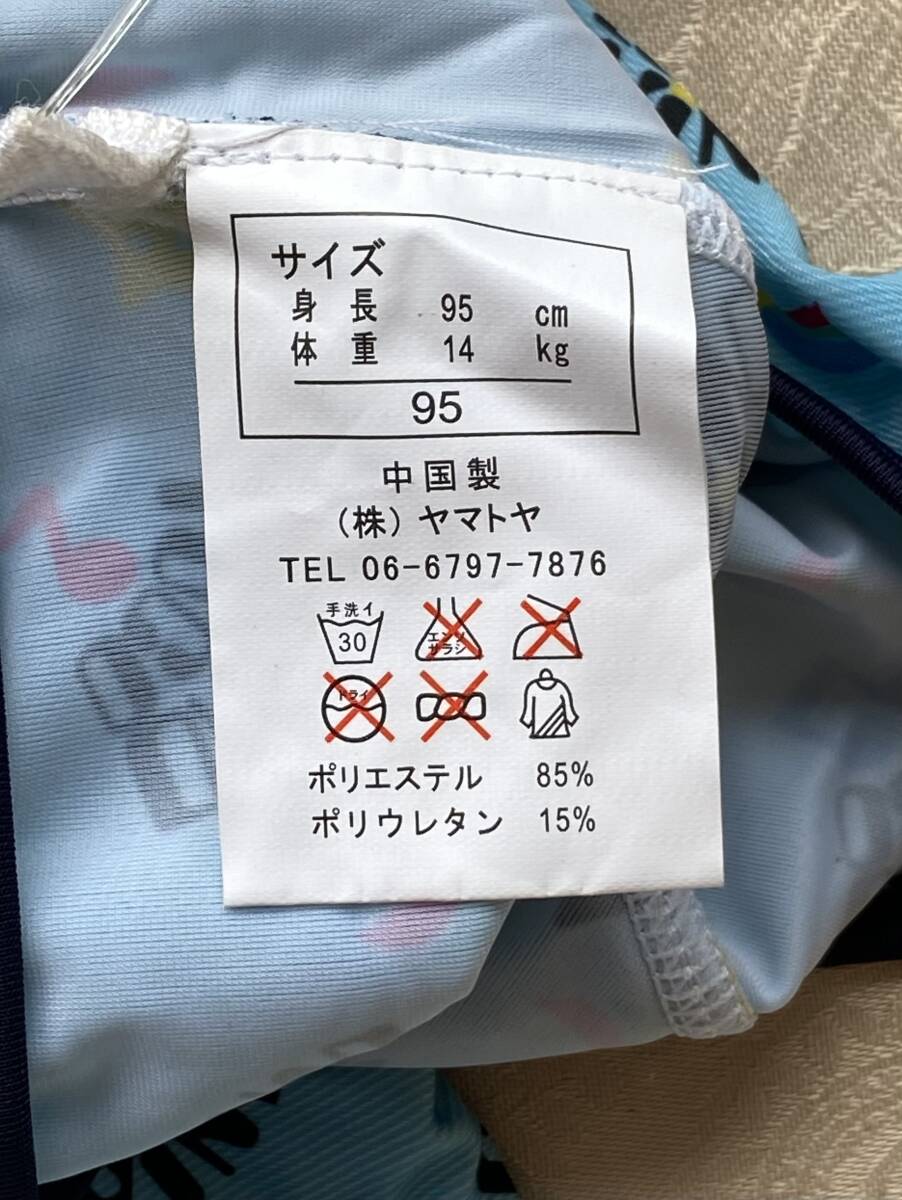 サイズ
身 長 95 cm
体 重 14 kg
95
中国製
(株)ヤマトヤ
TEL 06-6797-7876
手洗イ
30
エンソ
サラシ
ドライ
ポリエステル 85%
ポリウレタン 15%